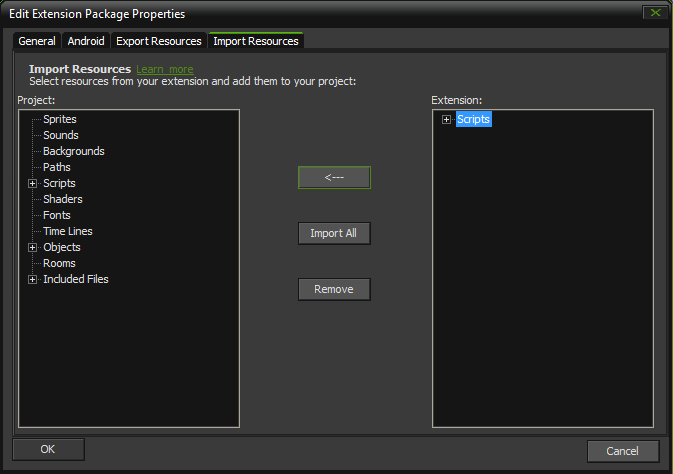 Edit Extension Package Properties
General Android Export Resources Import Resources
Import Resources Learn more
Select resources from your extension and add them to your project:
Project: Extension:
Sprites Scripts
Sounds
Backgrounds
Paths
Scripts
Shaders
Fonts
Time Lines
Objects
Rooms
Included Files
<---
Import All
Remove
OK Cancel